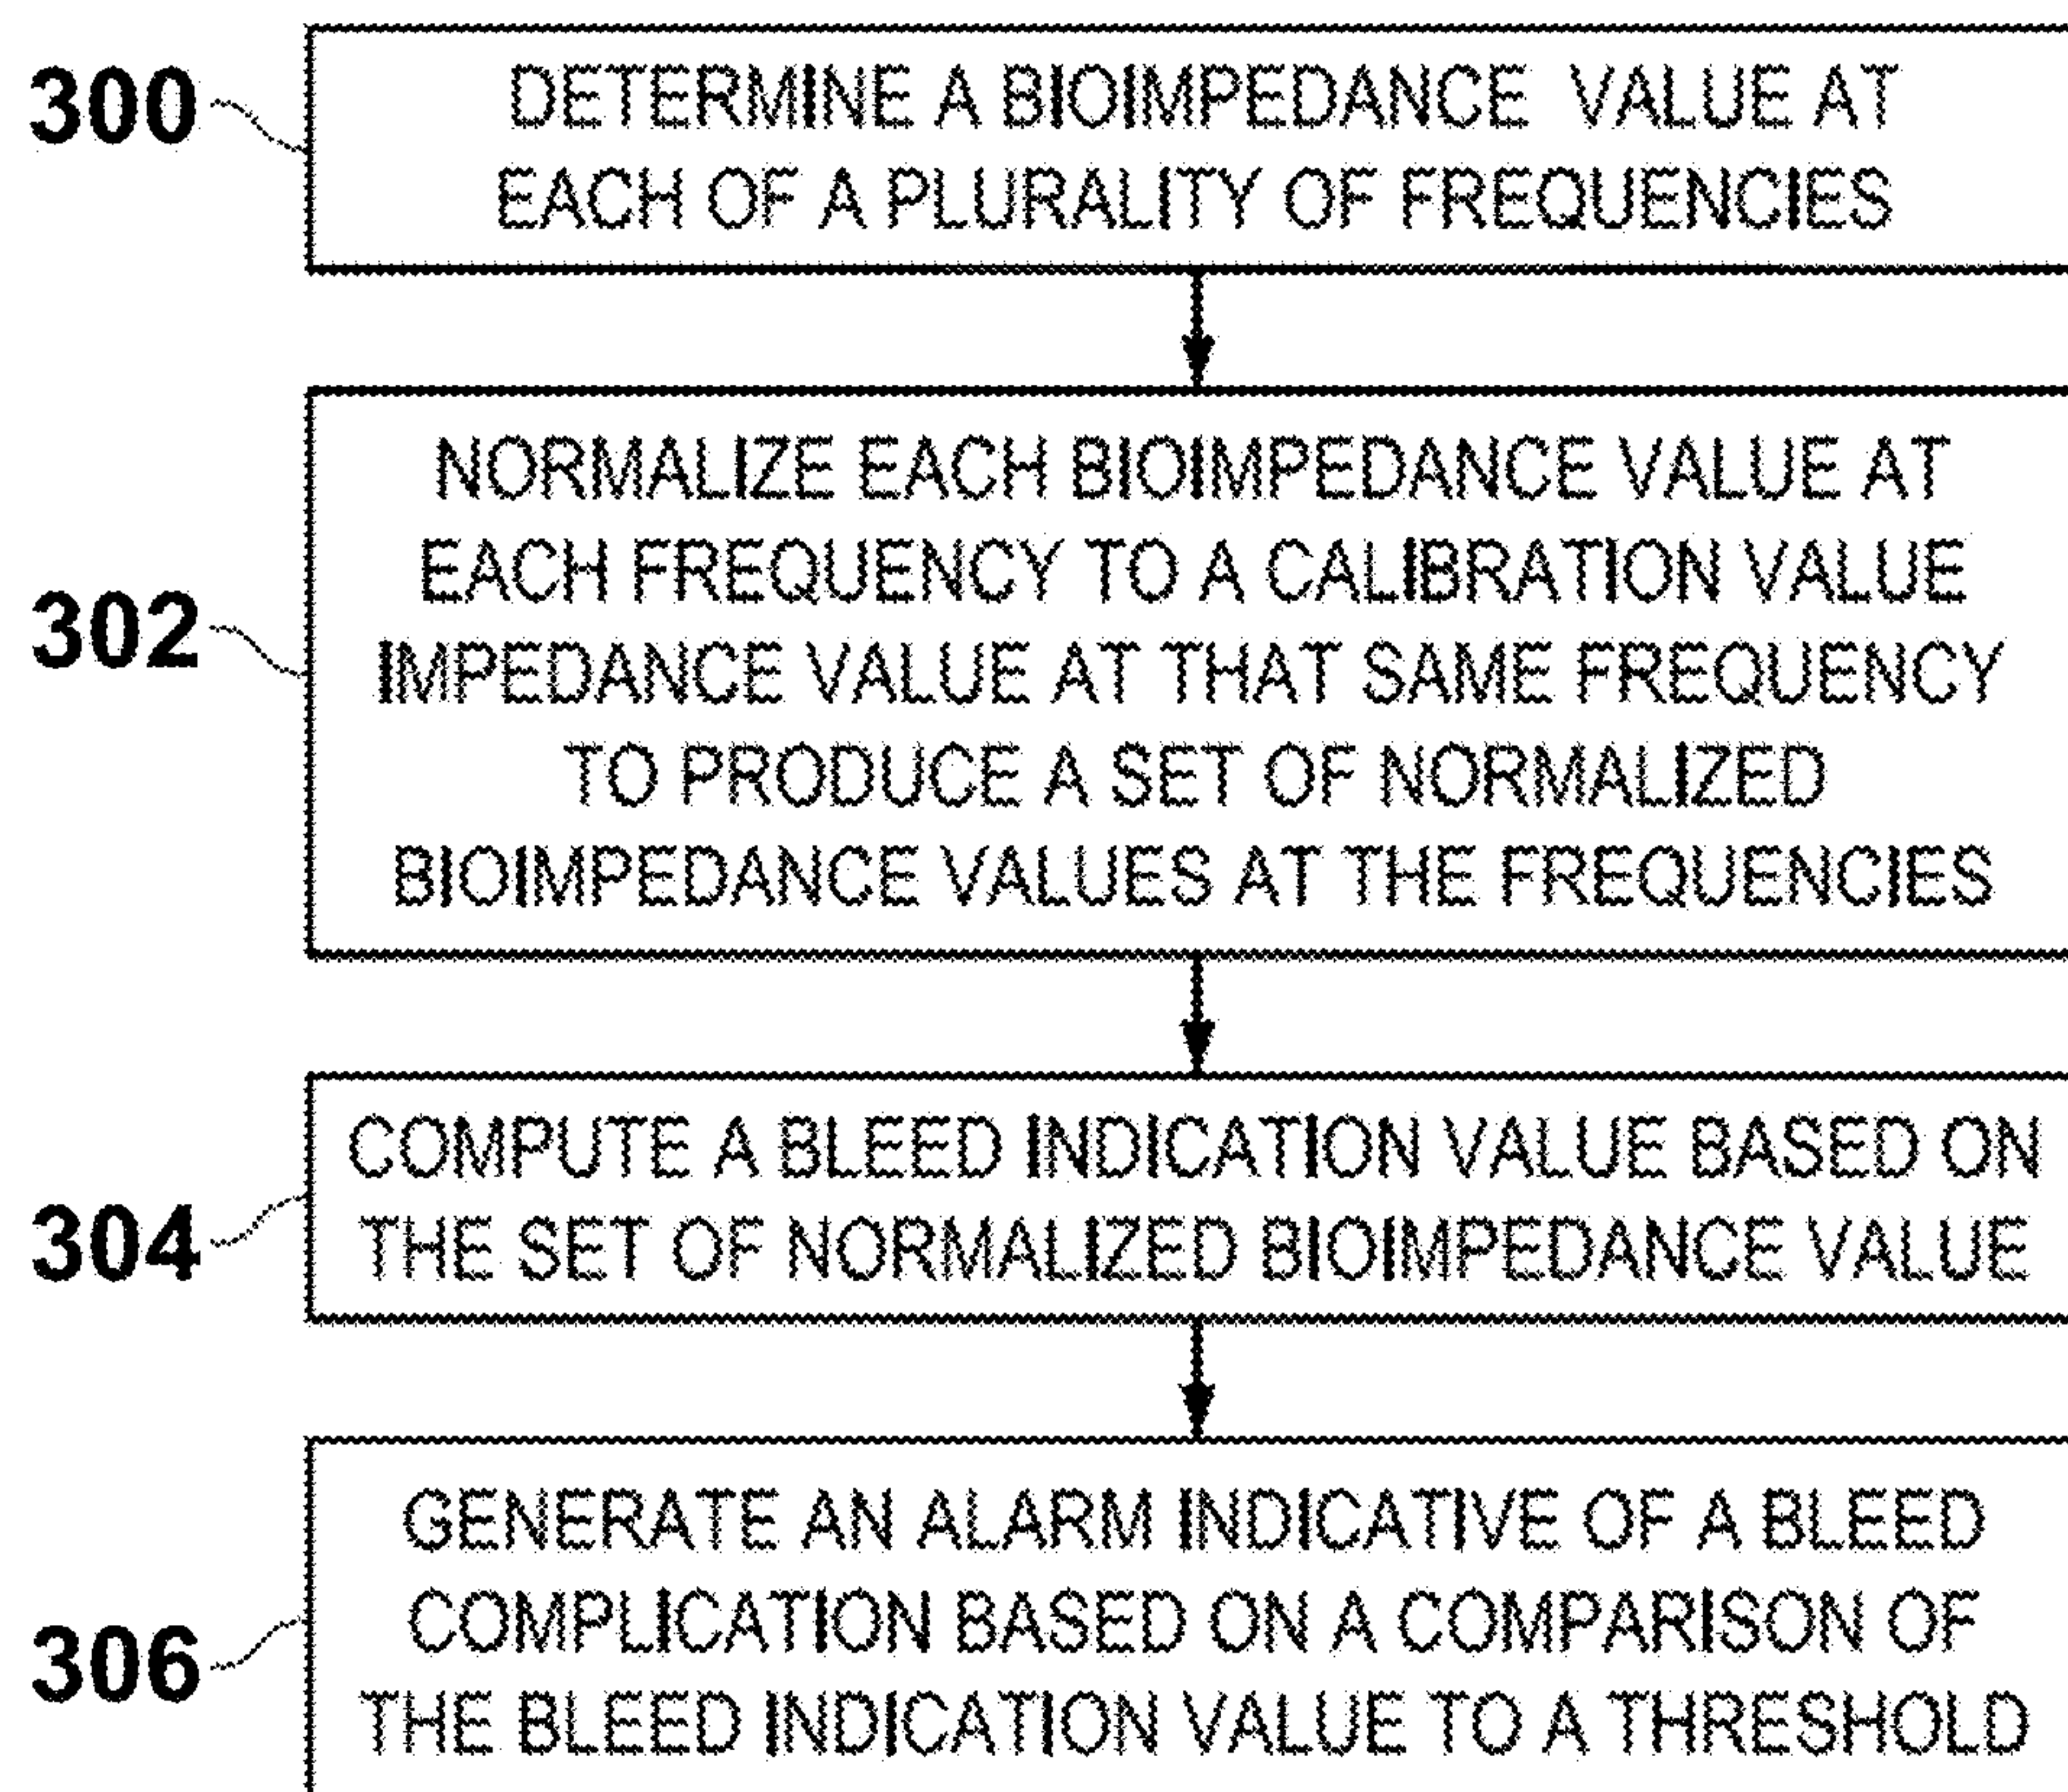 300
DETERMINE A BIOIMPEDANCE VALUE AT
EACH OF A PLURALITY OF FREQUENCIES
302
NORMALIZE EACH BIOIMPEDANCE VALUE AT
EACH FREQUENCY TO A CALIBRATION VALUE
IMPEDANCE VALUE AT THAT SAME FREQUENCY
TO PRODUCE A SET OF NORMALIZED
BIOIMPEDANCE VALUES AT THE FREQUENCIES
304
COMPUTE A BLEED INDICATION VALUE BASED ON
THE SET OF NORMALIZED BIOIMPEDANCE VALUE
306
GENERATE AN ALARM INDICATIVE OF A BLEED
COMPLICATION BASED ON A COMPARISON OF
THE BLEED INDICATION VALUE TO A THRESHOLD